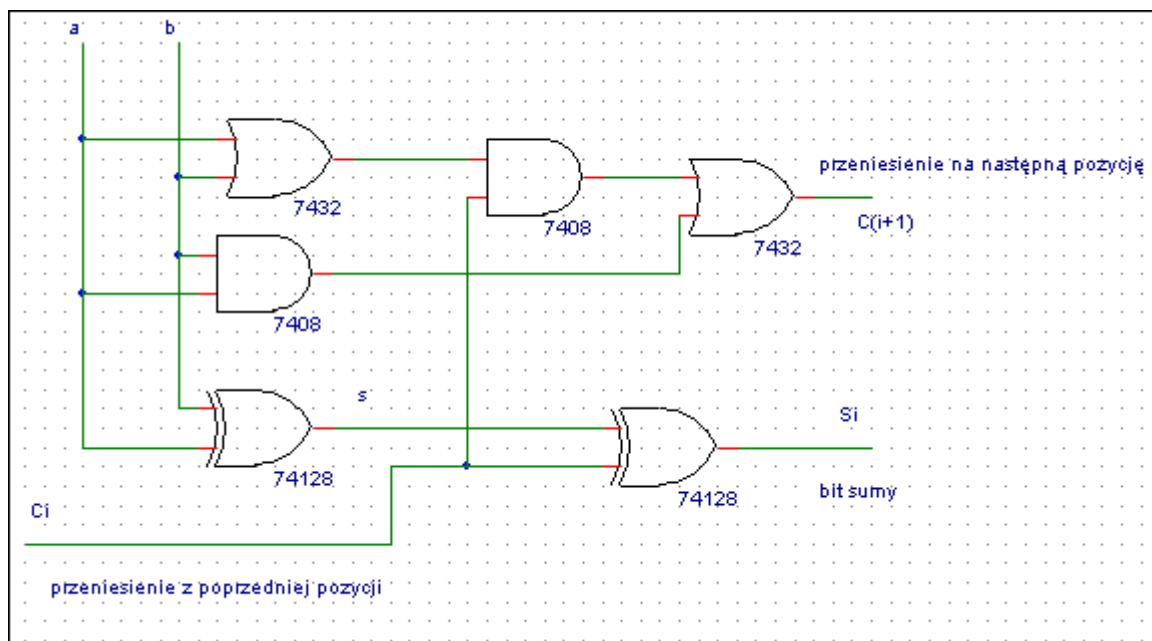 a
b
przeniesienie na następną pozycję
7432
7408
C(i+1)
7432
7408
s
Si
74128
74128
bit sumy
Ci
przeniesienie z poprzedniej pozycji